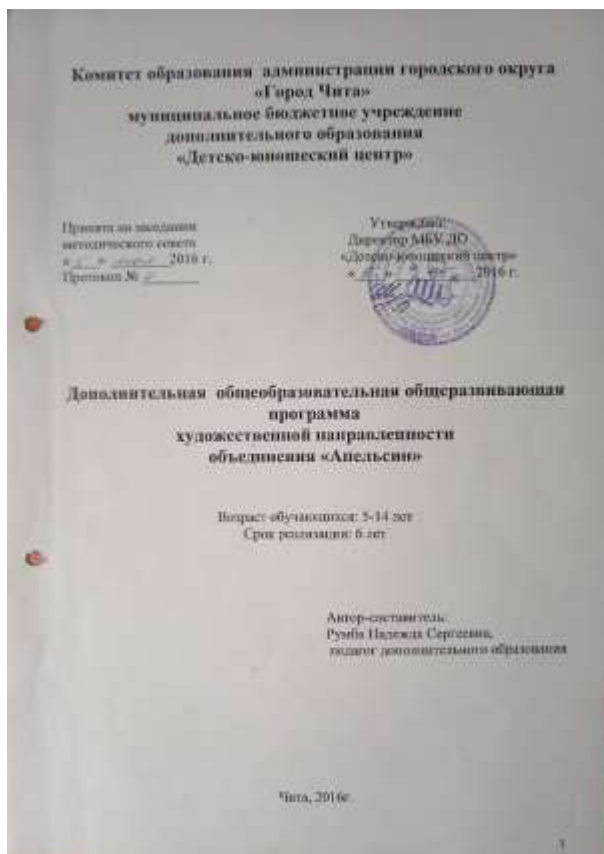 Комитет образования администрации городского округа
«Город Чита»
муниципальное бюджетное учреждение
дополнительного образования
«Детско-юношеский центр»
Принята на заседании
методического совета
2016 г.
Протокол №
Утверждаю:
Директор МБУ ДО
«Детско-юношеский центр»
2016 г.
Дополнительная общеобразовательная общеразвивающая
программа
художественной направленности
объединения «Апельсин»
Возраст обучающихся: 5-14 лет
Срок реализации: 6 лет
Автор-составитель:
Румба Надежда Сергеевна,
педагог дополнительного образования
Чита, 2016г.
1